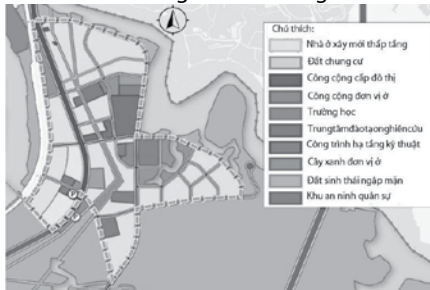 Chú thích:
Nhà ở xây mới thấp tầng
Đất chung cư
Công cộng cấp đô thị
Công cộng đơn vị ở
Trường học
Trungtâmđàotạonghiêncứu
Công trình hạ tầng kỹ thuật
Cây xanh đơn vị ở
Đất sinh thái ngập mặn
Khu an ninh quân sự